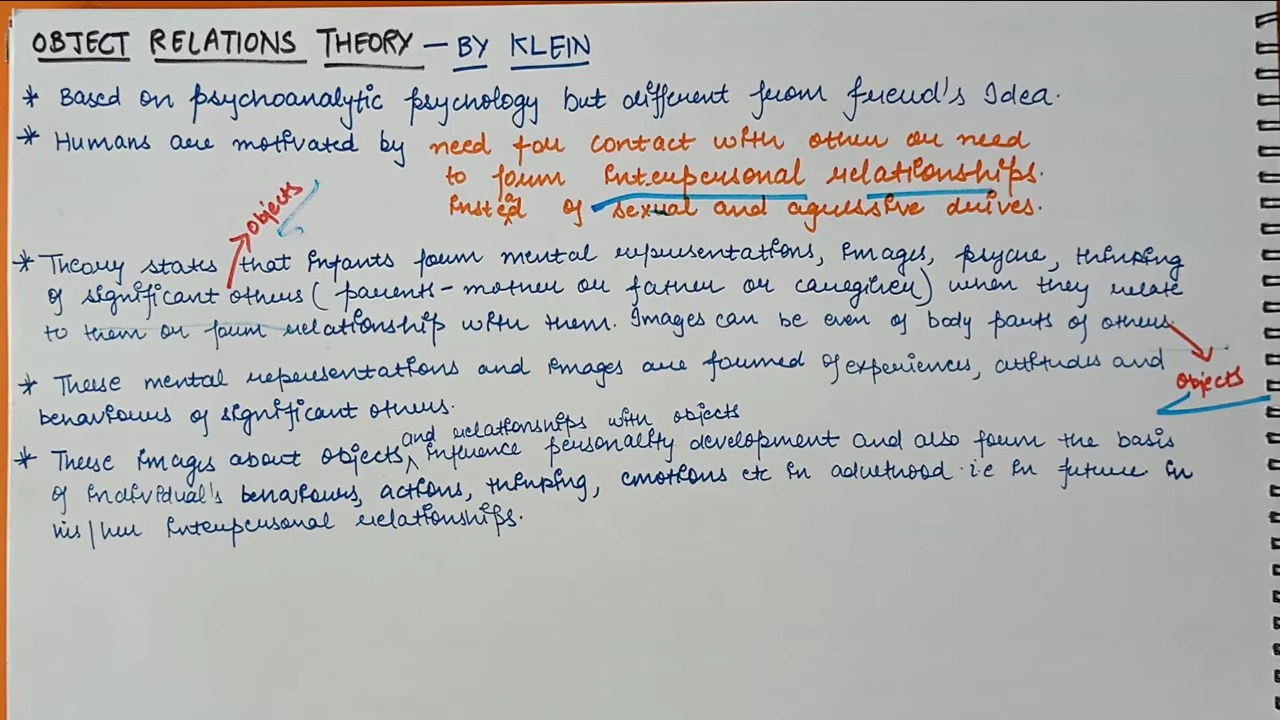 OBJECT RELATIONS THEORY - BY KLEIN
* Based on psychoanalytic psychology but different from freud's Idea.
* Humans are motivated by need for contact with other or need
to form interpersonal relationships.
instead of sexual and agressive drives.
Objects
* Theory states that infants form mental representations, images, psyche, thinking
of significant others (parents - mother or father or caregiver) when they relate
to them or form relationship with them. Images can be even of body parts of others.
Objects
* These mental representations and images are formed of experiences, attitudes and
behaviours of significant others.
and relationships with objects
* These images about objects, ^ influence personality development and also form the basis
of individual's behaviours, actions, thinking, emotions etc in adulthood i.e in future in
his/her interpersonal relationships.